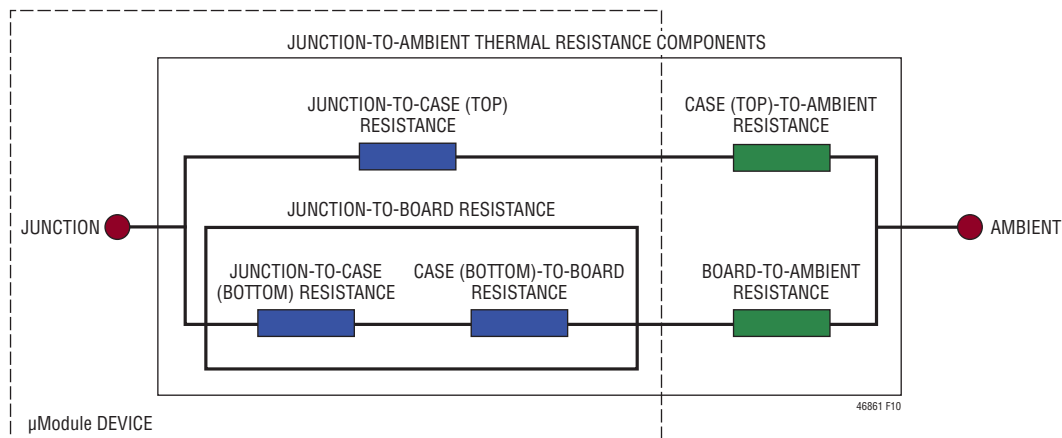 JUNCTION-TO-AMBIENT THERMAL RESISTANCE COMPONENTS
JUNCTION-TO-CASE (TOP)
RESISTANCE
CASE (TOP)-TO-AMBIENT
RESISTANCE
JUNCTION
JUNCTION-TO-BOARD RESISTANCE
AMBIENT
JUNCTION-TO-CASE
(BOTTOM) RESISTANCE
CASE (BOTTOM)-TO-BOARD
RESISTANCE
BOARD-TO-AMBIENT
RESISTANCE
46861 F10
µModule DEVICE